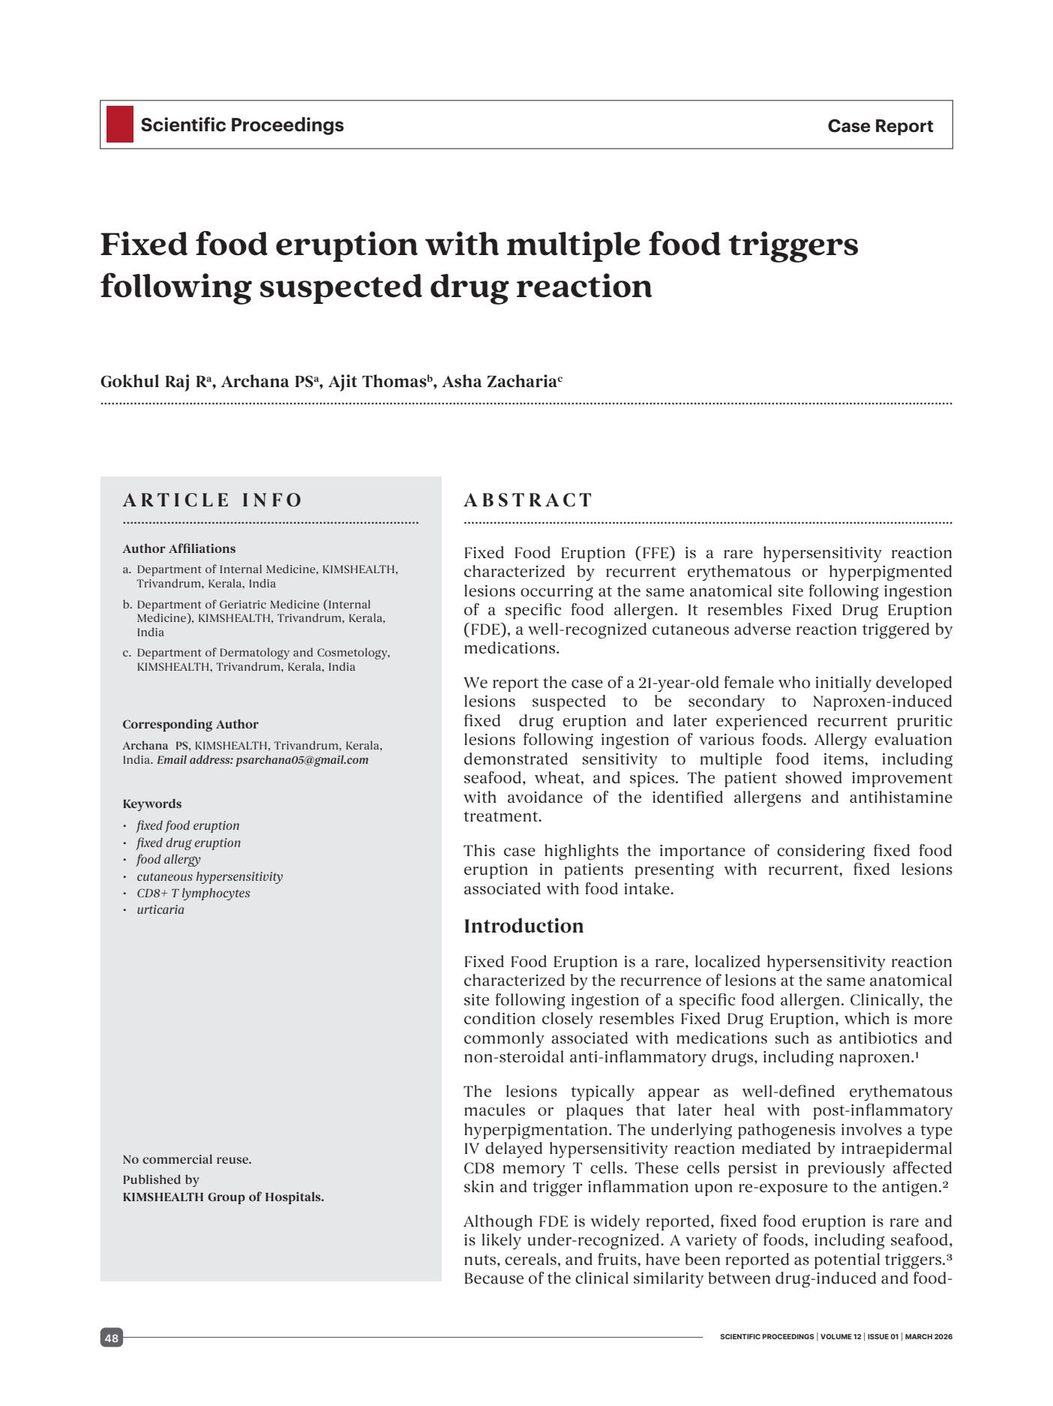 Scientific Proceedings
Case Report
Fixed food eruption with multiple food triggers
following suspected drug reaction
Gokhul Raj Rᵃ, Archana PSᵃ, Ajit Thomasᵇ, Asha Zachariaᶜ
ARTICLE INFO
Author Affiliations
a. Department of Internal Medicine, KIMSHEALTH,
Trivandrum, Kerala, India
b. Department of Geriatric Medicine (Internal
Medicine), KIMSHEALTH, Trivandrum, Kerala,
India
c. Department of Dermatology and Cosmetology,
KIMSHEALTH, Trivandrum, Kerala, India
Corresponding Author
Archana PS, KIMSHEALTH, Trivandrum, Kerala,
India. Email address: psarchana05@gmail.com
Keywords
· fixed food eruption
· fixed drug eruption
· food allergy
· cutaneous hypersensitivity
· CD8+ T lymphocytes
· urticaria
No commercial reuse.
Published by
KIMSHEALTH Group of Hospitals.
ABSTRACT
Fixed Food Eruption (FFE) is a rare hypersensitivity reaction
characterized by recurrent erythematous or hyperpigmented
lesions occurring at the same anatomical site following ingestion
of a specific food allergen. It resembles Fixed Drug Eruption
(FDE), a well-recognized cutaneous adverse reaction triggered by
medications.
We report the case of a 21-year-old female who initially developed
lesions suspected to be secondary to Naproxen-induced
fixed drug eruption and later experienced recurrent pruritic
lesions following ingestion of various foods. Allergy evaluation
demonstrated sensitivity to multiple food items, including
seafood, wheat, and spices. The patient showed improvement
with avoidance of the identified allergens and antihistamine
treatment.
This case highlights the importance of considering fixed food
eruption in patients presenting with recurrent, fixed lesions
associated with food intake.
Introduction
Fixed Food Eruption is a rare, localized hypersensitivity reaction
characterized by the recurrence of lesions at the same anatomical
site following ingestion of a specific food allergen. Clinically, the
condition closely resembles Fixed Drug Eruption, which is more
commonly associated with medications such as antibiotics and
non-steroidal anti-inflammatory drugs, including naproxen.¹
The lesions typically appear as well-defined erythematous
macules or plaques that later heal with post-inflammatory
hyperpigmentation. The underlying pathogenesis involves a type
IV delayed hypersensitivity reaction mediated by intraepidermal
CD8 memory T cells. These cells persist in previously affected
skin and trigger inflammation upon re-exposure to the antigen.²
Although FDE is widely reported, fixed food eruption is rare and
is likely under-recognized. A variety of foods, including seafood,
nuts, cereals, and fruits, have been reported as potential triggers.³
Because of the clinical similarity between drug-induced and food-
48
SCIENTIFIC PROCEEDINGS | VOLUME 12 | ISSUE 01 | MARCH 2026